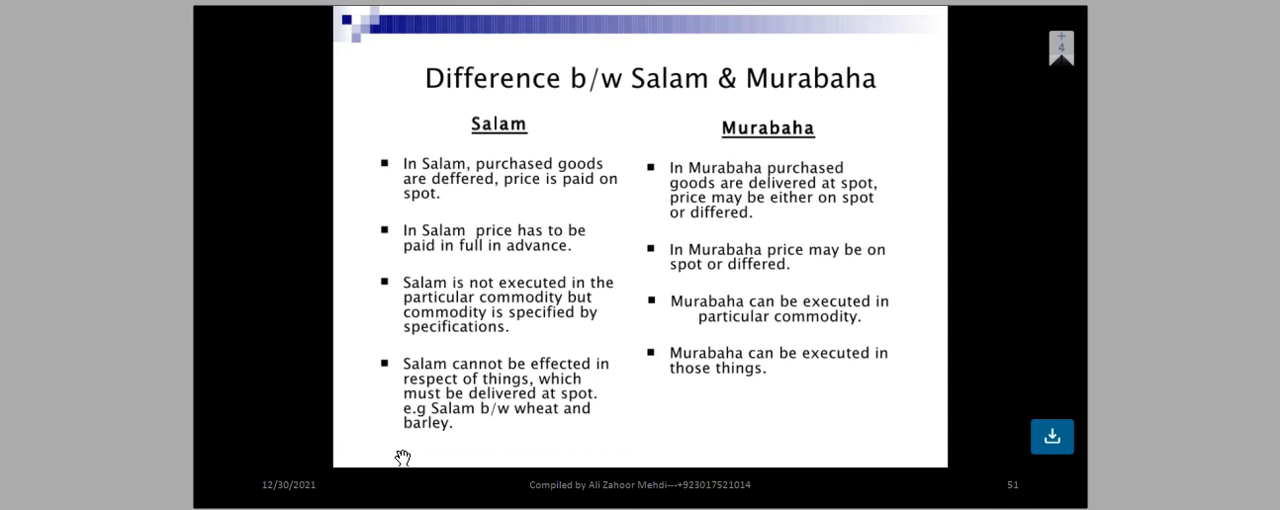 +
4
Difference b/w Salam & Murabaha
Salam
In Salam, purchased goods
are deffered, price is paid on
spot.
In Salam price has to be
paid in full in advance.
Salam is not executed in the
particular commodity but
commodity is specified by
specifications.
Salam cannot be effected in
respect of things, which
must be delivered at spot.
e.g Salam b/w wheat and
barley.
Murabaha
In Murabaha purchased
goods are delivered at spot,
price may be either on spot
or differed.
In Murabaha price may be on
spot or differed.
Murabaha can be executed in
particular commodity.
Murabaha can be executed in
those things.
12/30/2021
Compiled by Ali Zahoor Mehdi---+923017521014
51